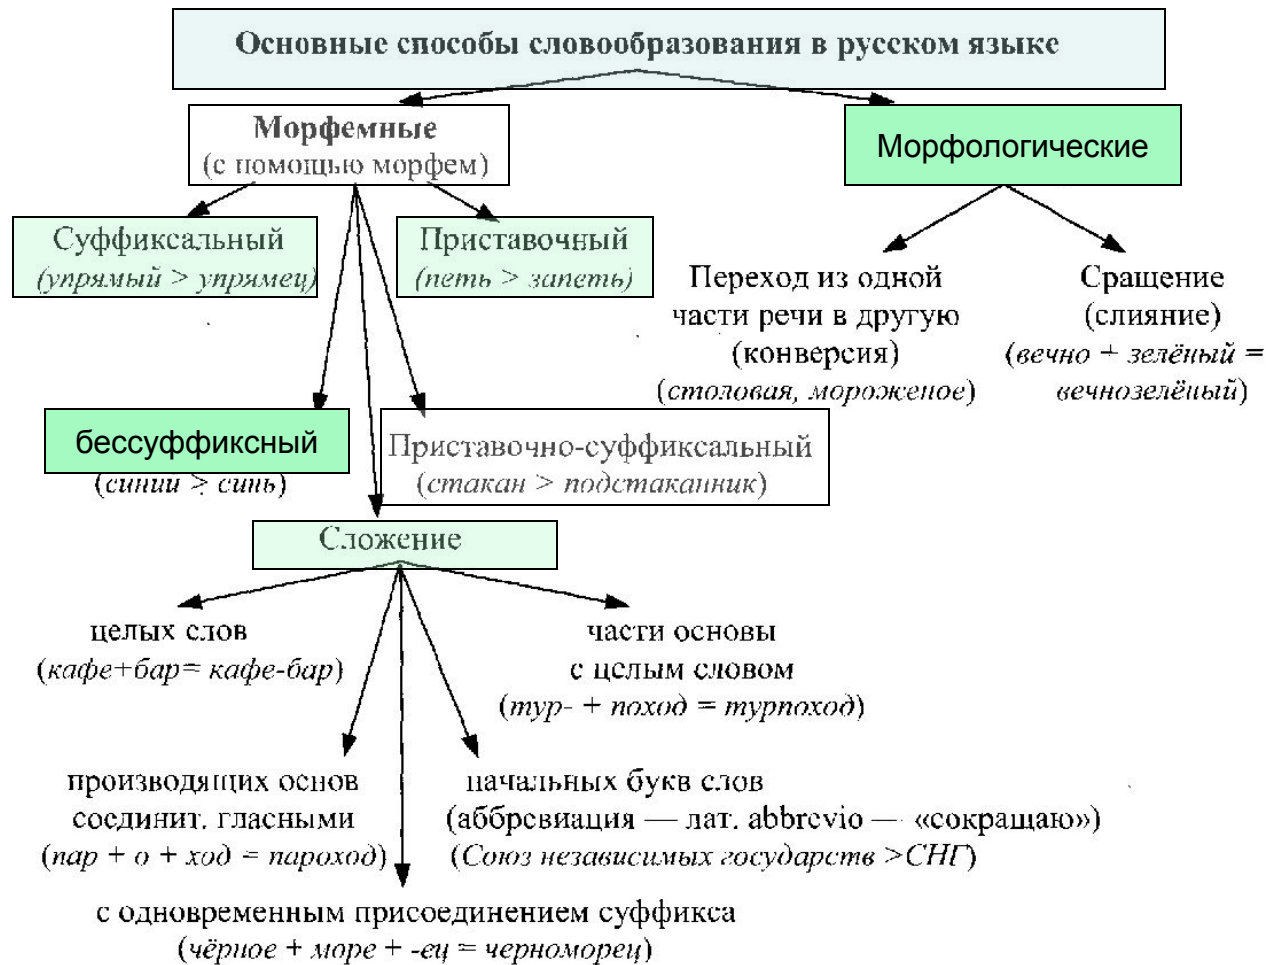 Основные способы словообразования в русском языке
Морфемные
(с помощью морфем)
Морфологические
Суффиксальный
(упрямый > упрямец)
Приставочный
(петь > запеть)
Переход из одной
части речи в другую
(конверсия)
(столовая, мороженое)
Сращение
(слияние)
(вечно + зелёный =
вечнозелёный)
бессуффиксный
(синий > синь)
Приставочно-суффиксальный
(стакан > подстаканник)
Сложение
целых слов
(кафе+бар= кафе-бар)
части основы
с целым словом
(тур- + поход = турпоход)
производящих основ
соединит. гласными
(пар + о + ход = пароход)
начальных букв слов
(аббревиация — лат. abbrevio — «сокращаю»)
(Союз независимых государств >СНГ)
с одновременным присоединением суффикса
(чёрное + море + -ец = черноморец)